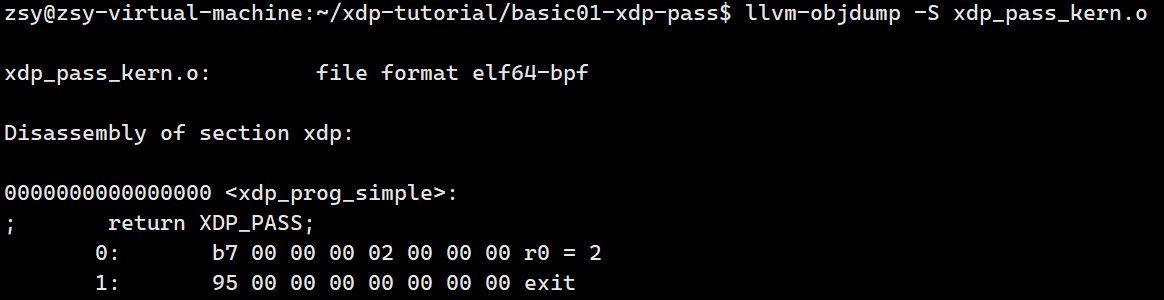 zsy@zsy-virtual-machine:~/xdp-tutorial/basic01-xdp-pass$ llvm-objdump -S xdp_pass_kern.o
xdp_pass_kern.o:        file format elf64-bpf
Disassembly of section xdp:
0000000000000000 <xdp_prog_simple>:
;       return XDP_PASS;
       0:       b7 00 00 00 02 00 00 00 r0 = 2
       1:       95 00 00 00 00 00 00 00 exit